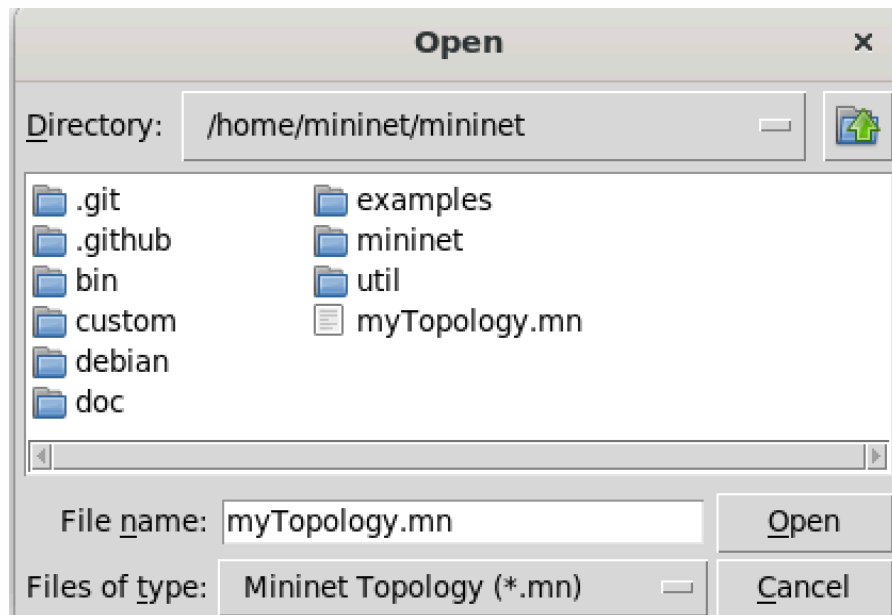 Open
Directory: /home/mininet/mininet
.git
.github
bin
custom
debian
doc
examples
mininet
util
myTopology.mn
File name: myTopology.mn Open
Files of type: Mininet Topology (*.mn) Cancel